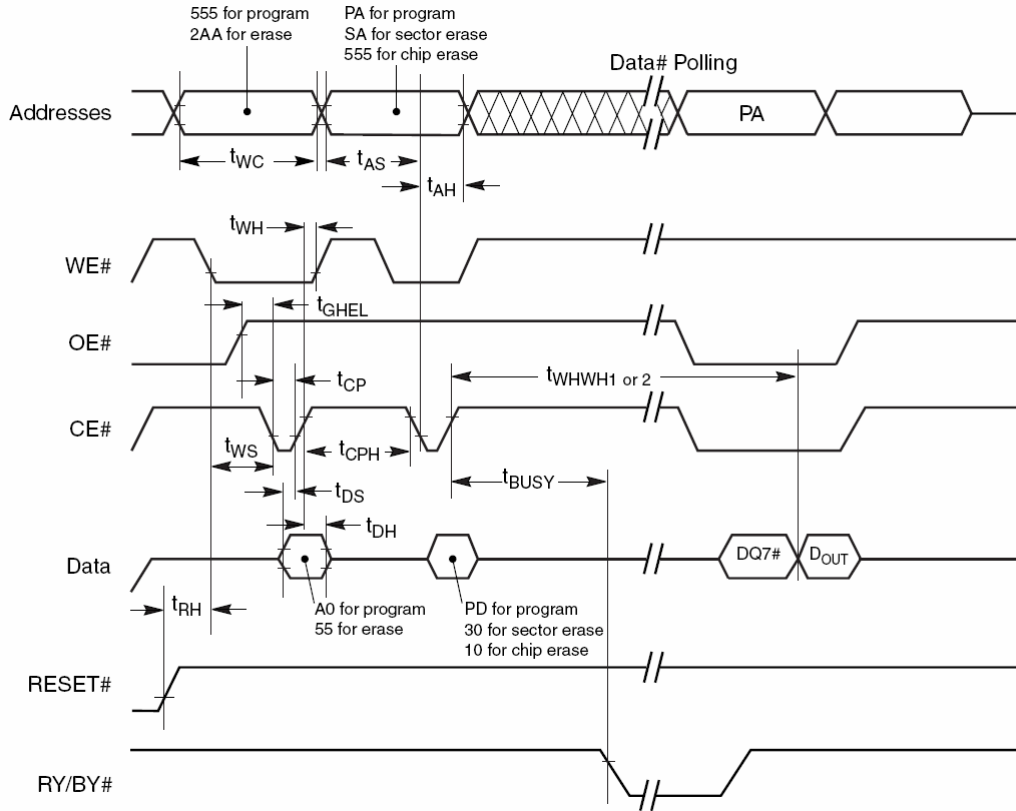 555 for program
2AA for erase
PA for program
SA for sector erase
555 for chip erase
Data# Polling
Addresses
PA
tWC
tAS
tAH
tWH
WE#
tGHEL
OE#
tCP
tWHWH1 or 2
CE#
tWS
tCPH
tBUSY
tDS
tDH
Data
DQ7#
DOUT
tRH
A0 for program
55 for erase
PD for program
30 for sector erase
10 for chip erase
RESET#
RY/BY#